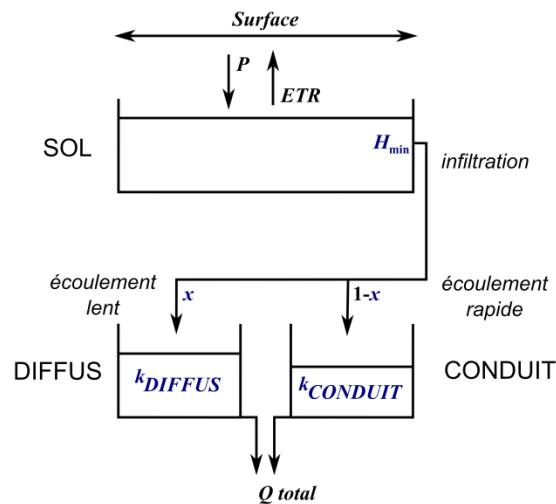 Surface
P
ETR
SOL
Hmin
infiltration
écoulement
lent
x
1-x
écoulement
rapide
DIFFUS
kDIFFUS
kCONDUIT
CONDUIT
Q total